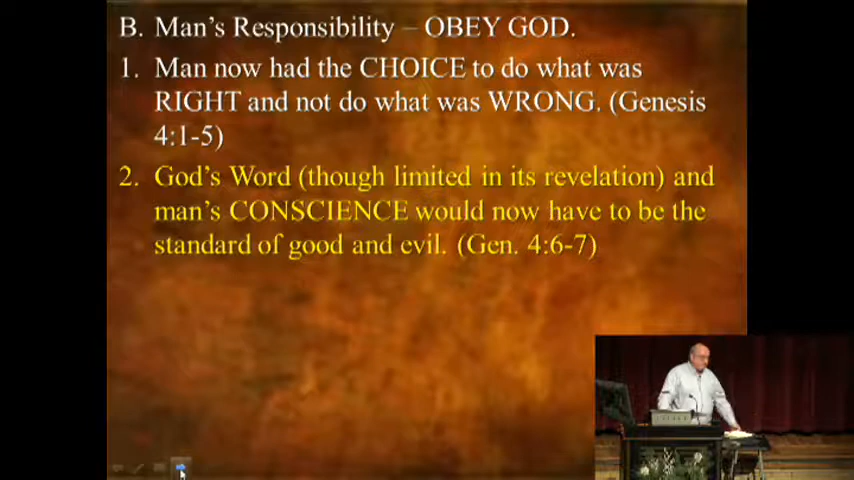 B. Man's Responsibility – OBEY GOD.
1. Man now had the CHOICE to do what was
RIGHT and not do what was WRONG. (Genesis
4:1-5)
2. God's Word (though limited in its revelation) and
man's CONSCIENCE would now have to be the
standard of good and evil. (Gen. 4:6-7)